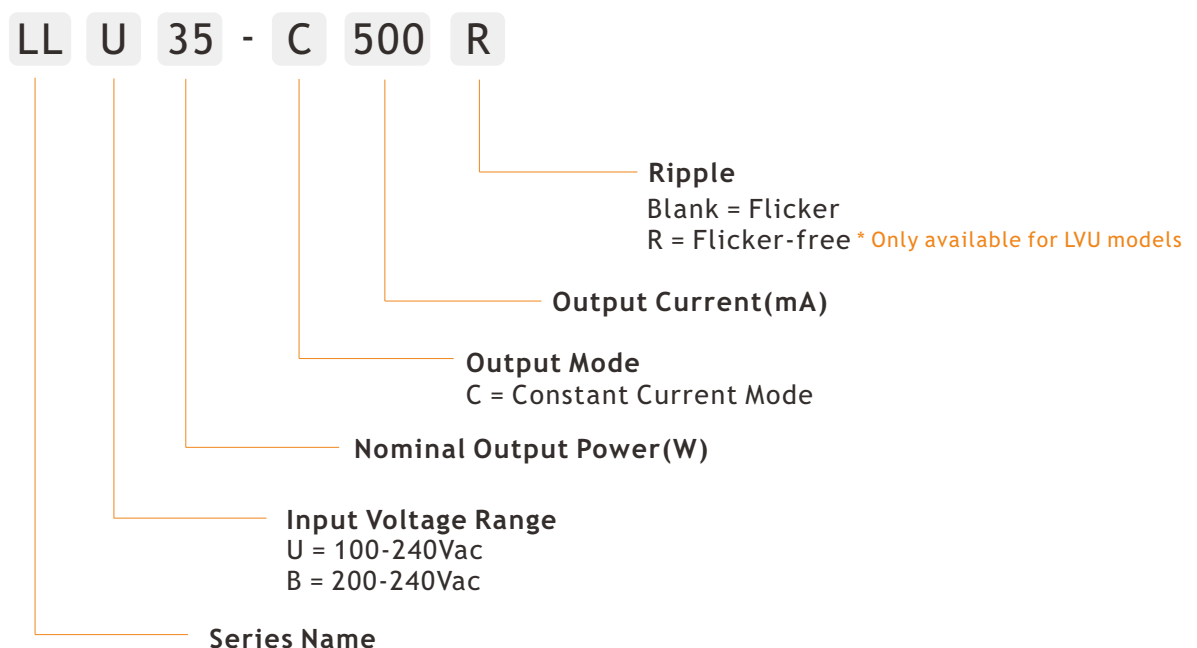 LL U 35 - C 500 R
Ripple
Blank = Flicker
R = Flicker-free * Only available for LVU models
Output Current(mA)
Output Mode
C = Constant Current Mode
Nominal Output Power(W)
Input Voltage Range
U = 100-240Vac
B = 200-240Vac
Series Name